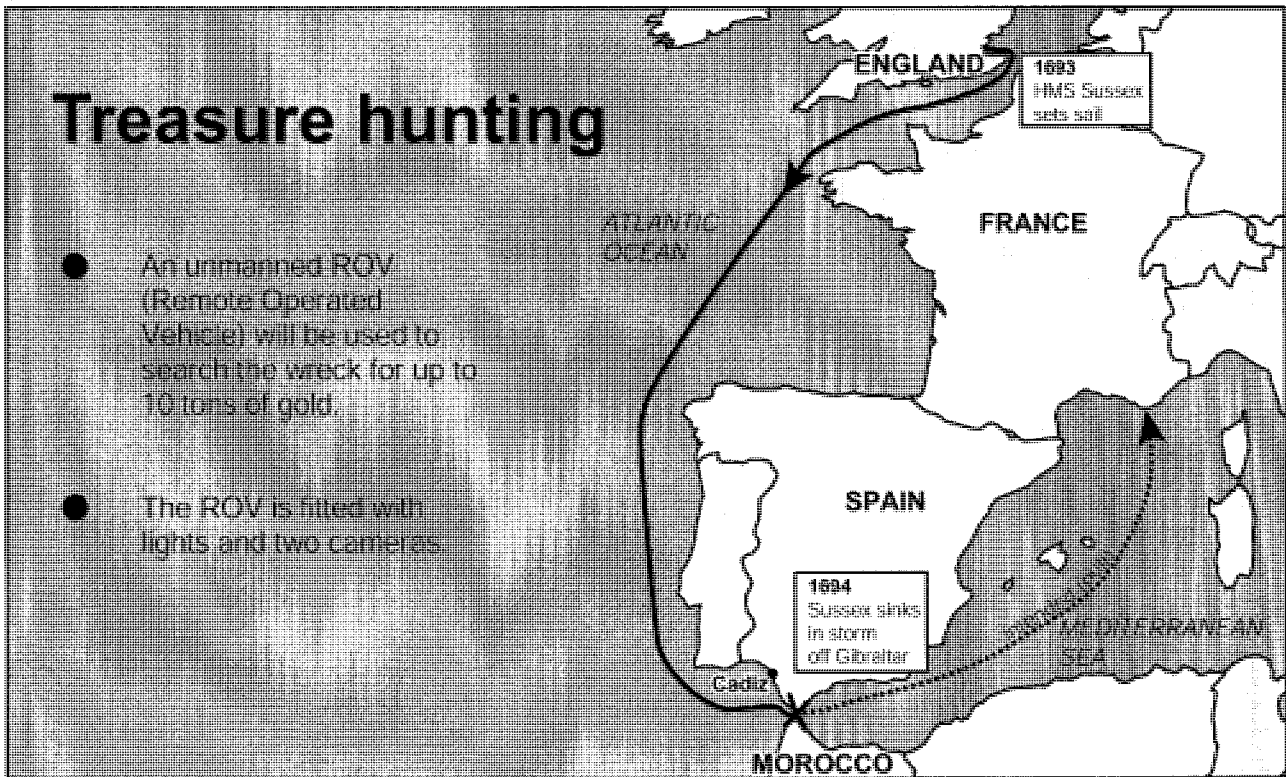 Treasure hunting
An unmanned ROV
(Remote Operated
Vehicle) will be used to
search the wreck for up to
10 tons of gold.
The ROV is fitted with
lights and two cameras.
ENGLAND
1693
HMS Sussex
sets sail
ATLANTIC
OCEAN
FRANCE
SPAIN
1694
Sussex sinks
in storm
off Gibraltar
Cadiz
MEDITERRANEAN
SEA
MOROCCO